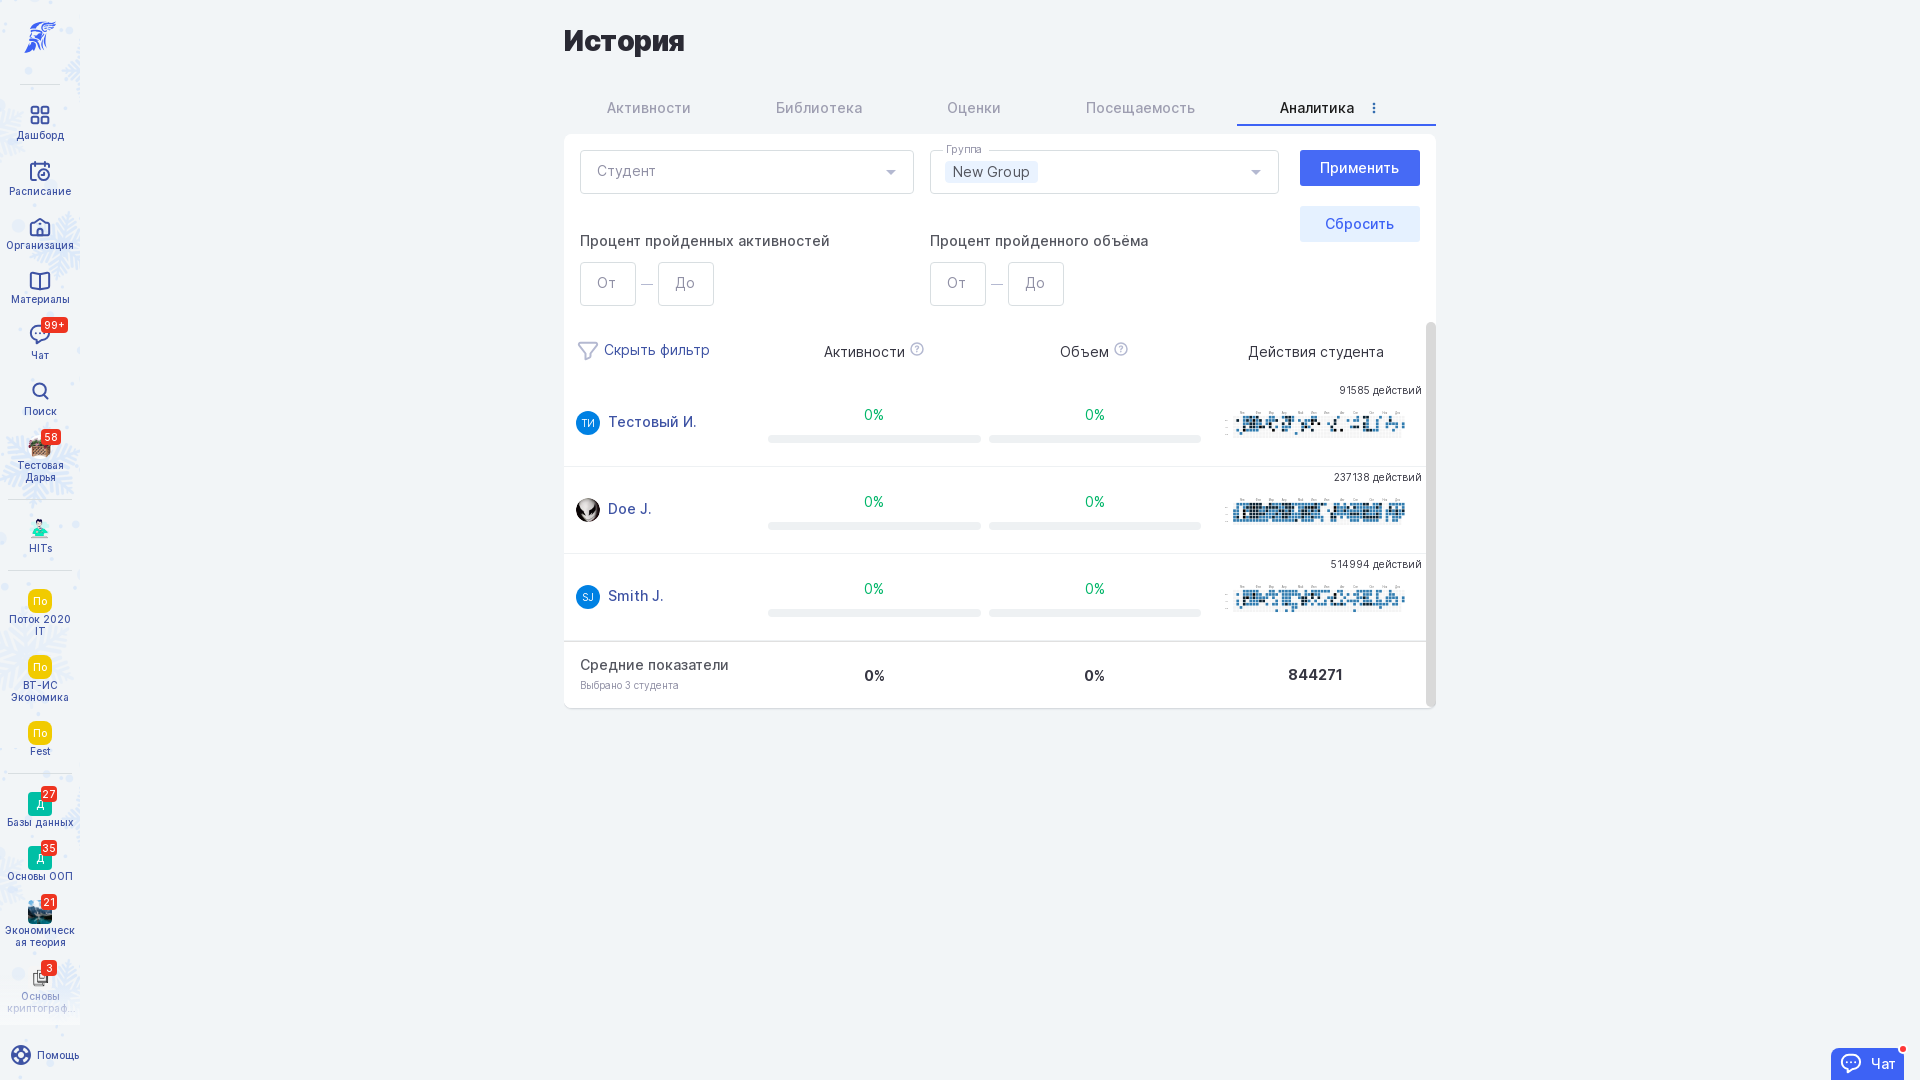 История
Активности
Библиотека
Оценки
Посещаемость
Аналитика
Студент
Группа
New Group
Применить
Сбросить
Процент пройденных активностей
Процент пройденного объёма
От
—
До
От
—
До
Скрыть фильтр
Активности
Объем
Действия студента
91585 действий
ТИ
Тестовый И.
0%
0%
237138 действий
Doe J.
0%
0%
514994 действий
SJ
Smith J.
0%
0%
Средние показатели
Выбрано 3 студента
0%
0%
844271
Дашборд
Расписание
Организация
Материалы
99+
Чат
Поиск
58
Тестовая
Дарья
HITs
По
Поток 2020
IT
По
ВТ-ИС
Экономика
По
Fest
27
Д
Базы данных
35
Д
Основы ООП
21
Экономическ
ая теория
3
Основы
криптограф...
Помощь
Чат